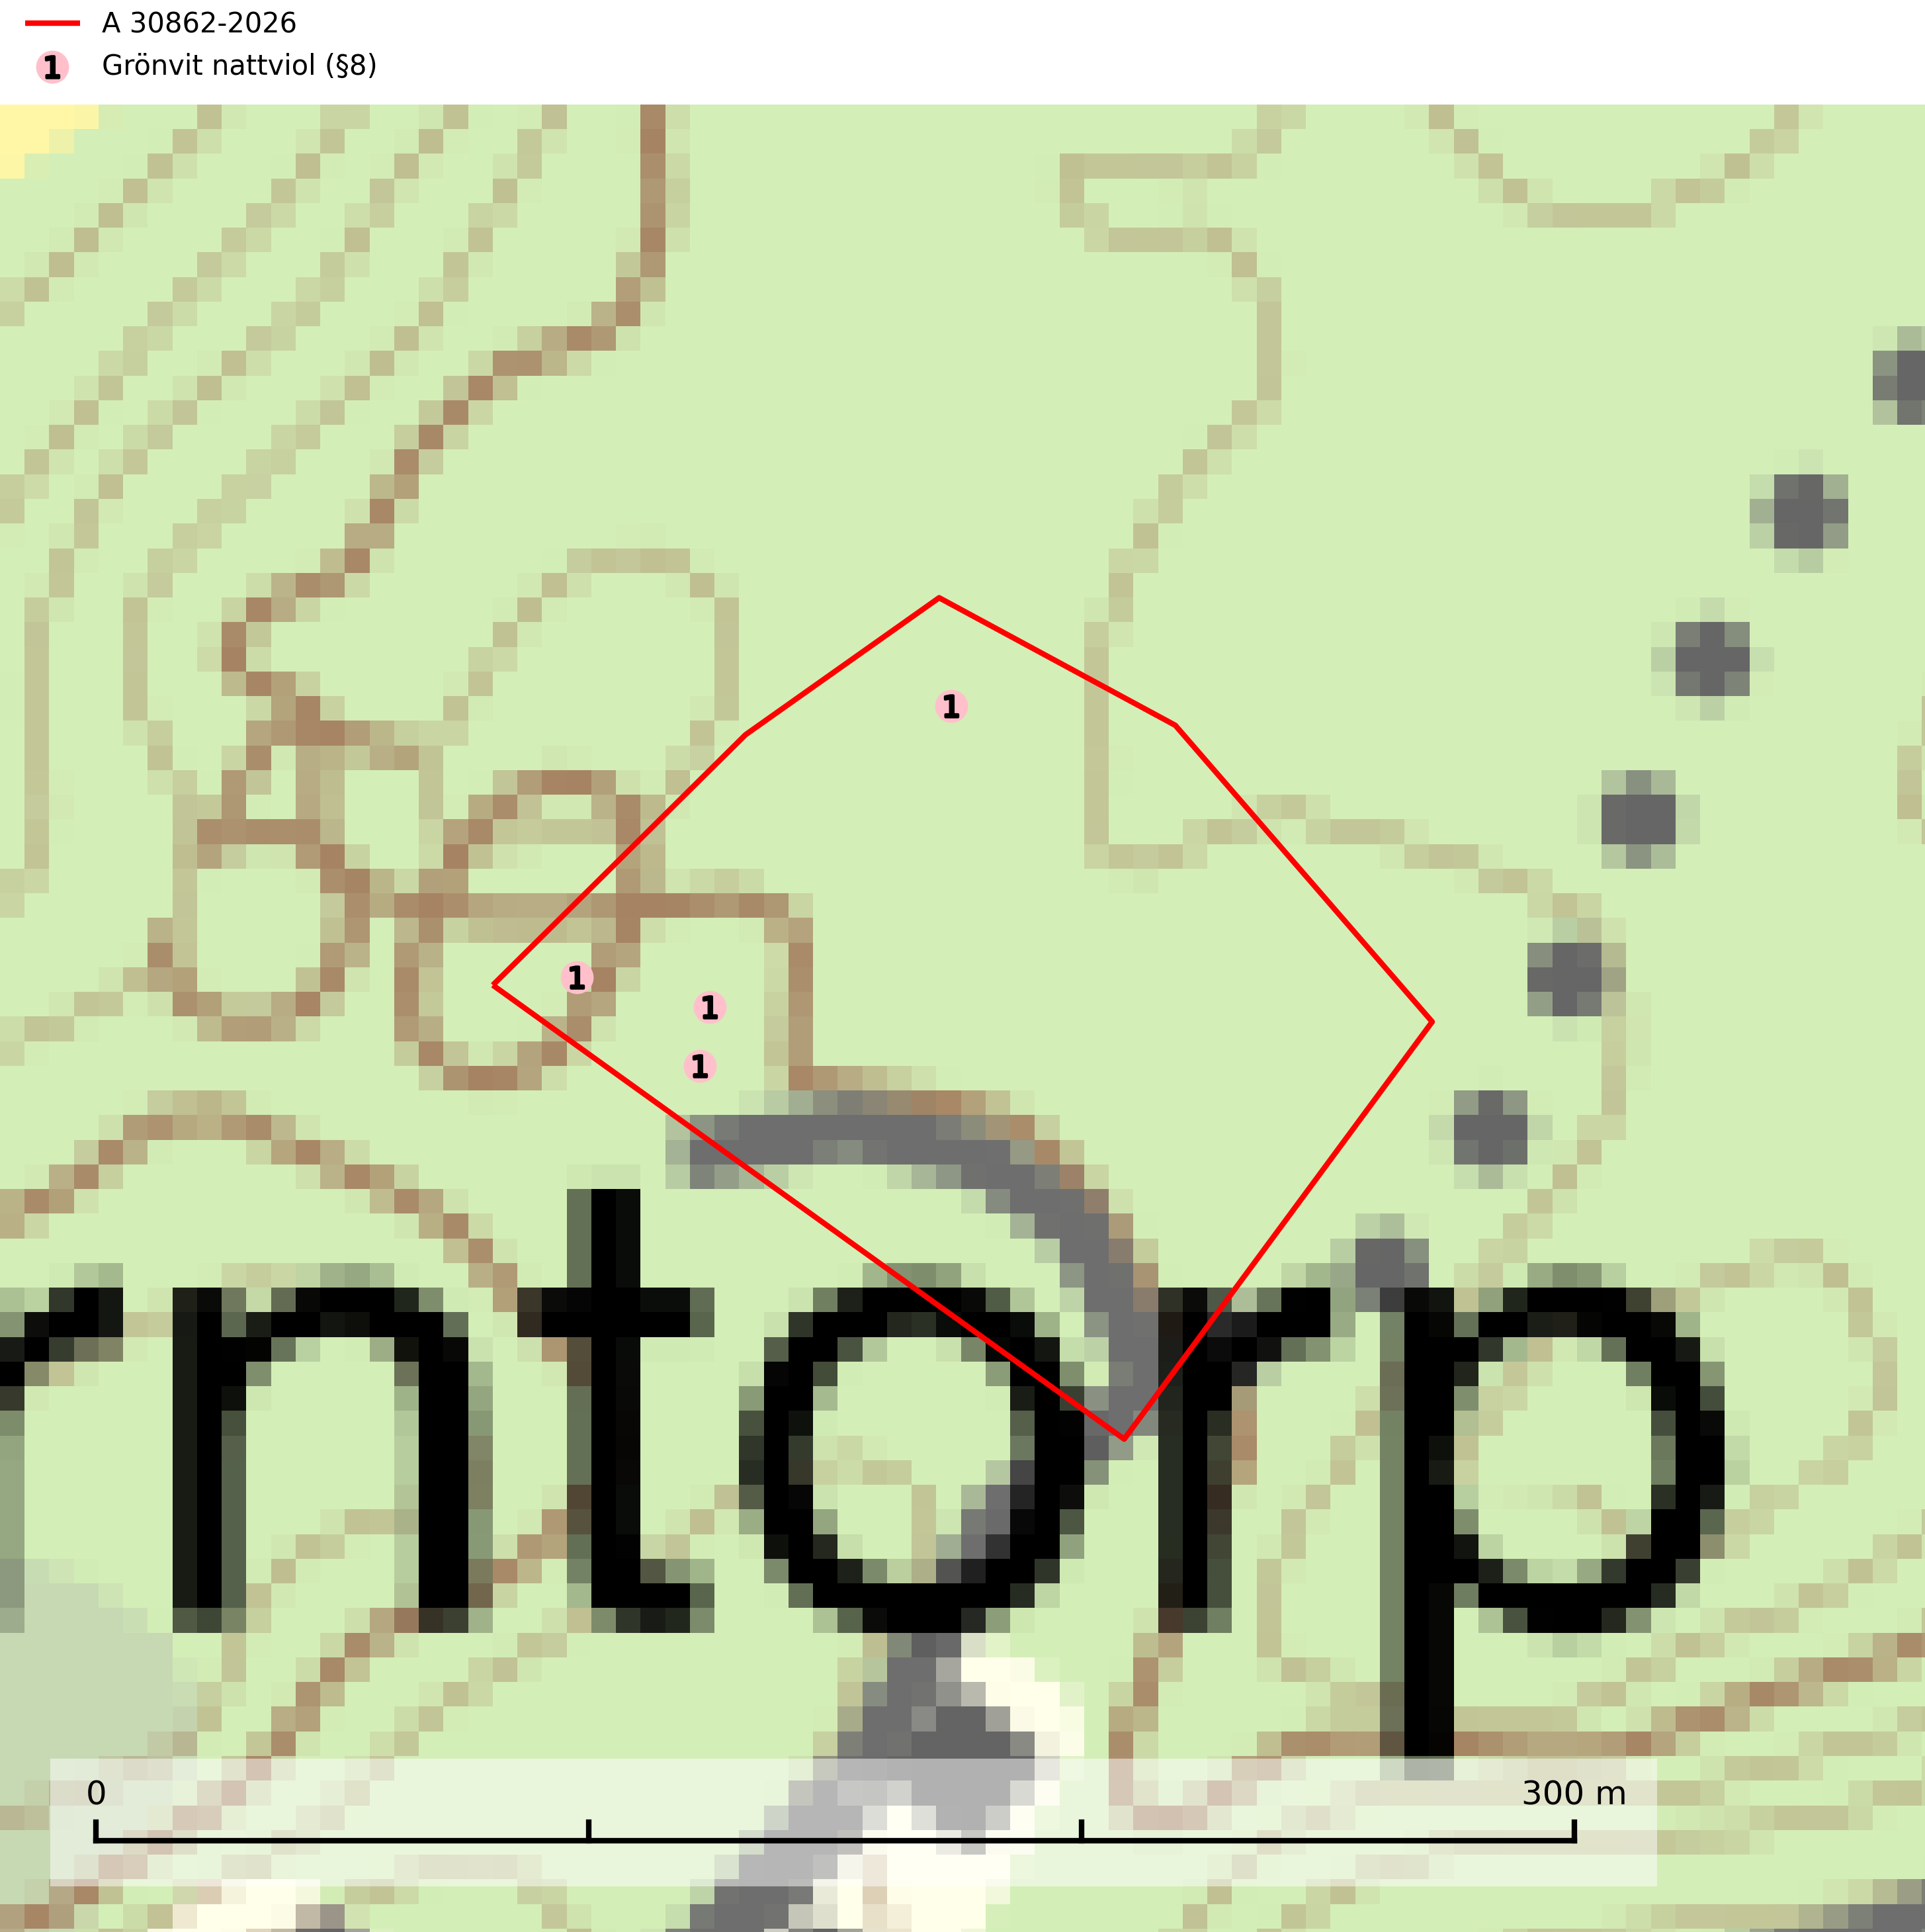 A 30862-2026
1 Grönvit nattviol (§8)
1
1
1
1
ntorp
0 300 m